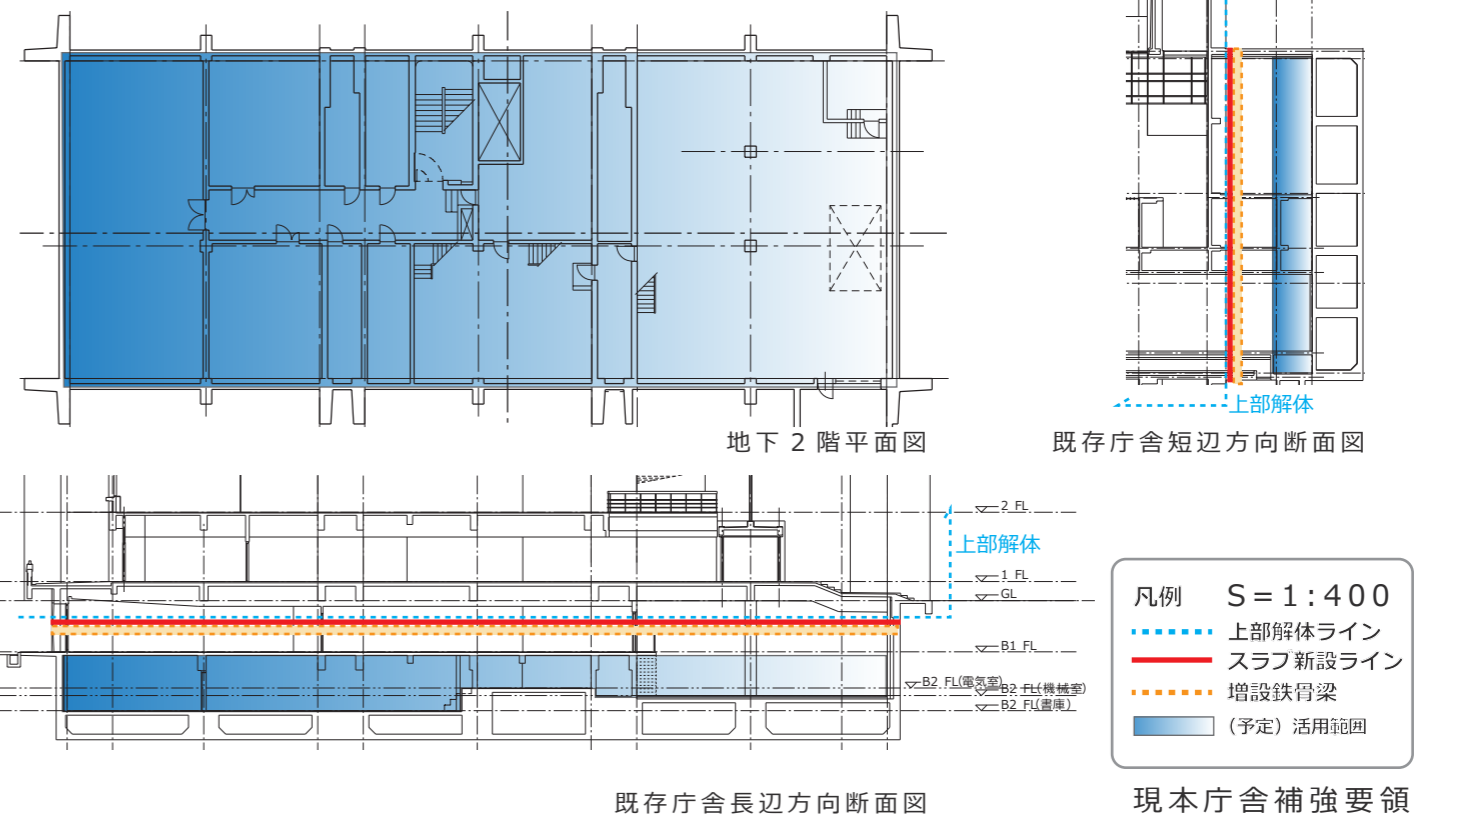 上部解体
地下2階平面図
既存庁舎短辺方向断面図
2 FL
上部解体
1 FL
GL
B1 FL
B2 FL(電気室)
B2 FL(機械室)
B2 FL(書庫)
既存庁舎長辺方向断面図
凡例 S=1:400
上部解体ライン
スラブ新設ライン
増設鉄骨梁
(予定)活用範囲
現本庁舎補強要領